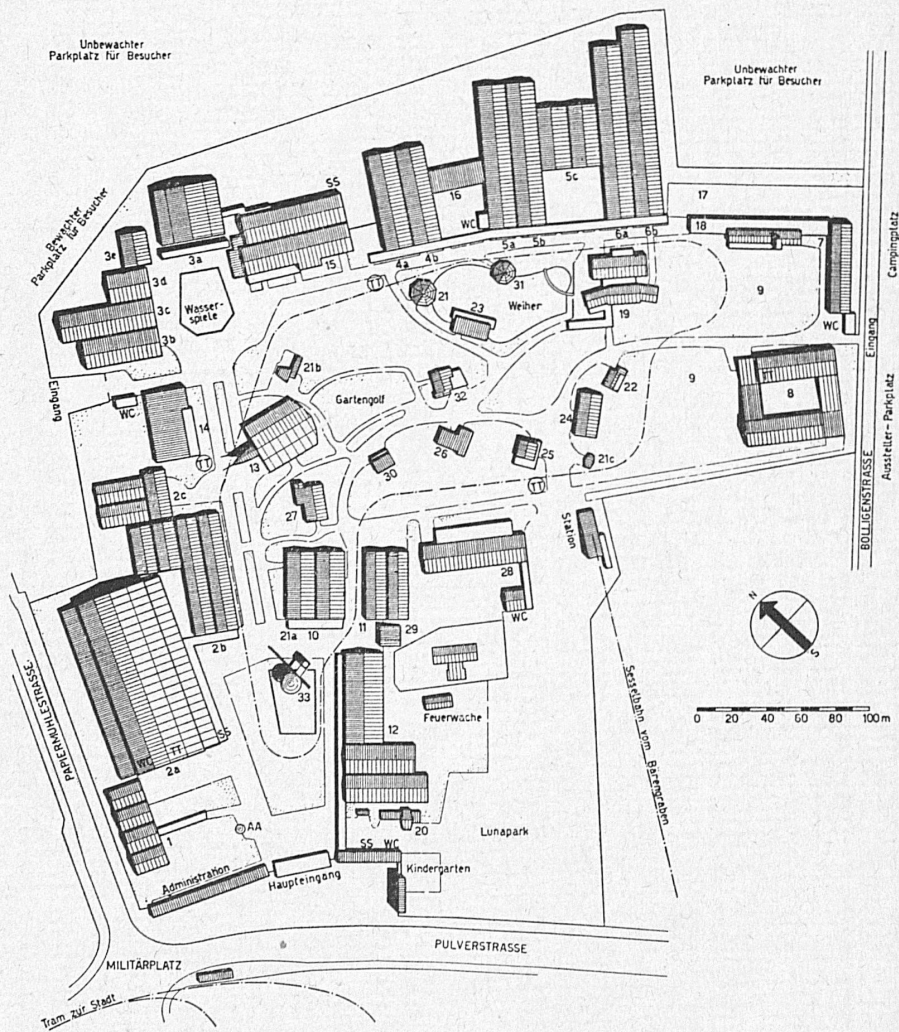 Unbewachter
Parkplatz für Besucher
Unbewachter
Parkplatz für Besucher
Bewachter
Parkplatz für Besucher
SS
16
5c
17
WC
18
7
3e
3a
15
4a
4b
5a
5b
6a
6b
3d
3c
3b
Wasser-
spiele
TT
21
31
Weiher
23
19
9
WC
Campingplatz
Eingang
Eingang
WC
14
21b
Gartengolf
32
22
24
9
TT
8
Aussteller-Parkplatz
BOLLIGENSTRASSE
TT
13
2c
30
26
25
21c
TT
27
Station
28
WC
21a
10
11
29
2b
N
S
33
12
Feuerwache
0 20 40 60 80 100 m
PAPIERMÜHLESTRASSE
WC
TT
SS
2a
Sesselbahn vom Bärengraben
1
AA
20
Lunapark
SS
WC
Kindergarten
Administration
Haupteingang
PULVERSTRASSE
MILITÄRPLATZ
Tram zur Stadt